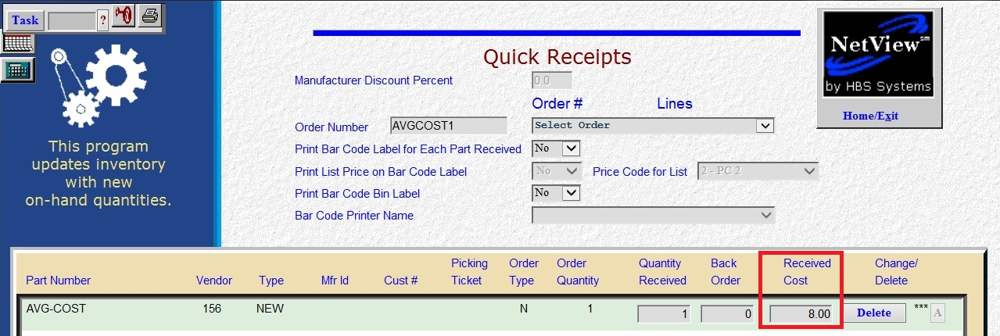 Task ?
NetView℠
by HBS Systems
Home/Exit
This program
updates inventory
with new
on-hand quantities.
Quick Receipts
Manufacturer Discount Percent 0.0
Order # Lines
Order Number AVGCOST1 Select Order
Print Bar Code Label for Each Part Received No
Print List Price on Bar Code Label No Price Code for List 2 - PC 2
Print Bar Code Bin Label No
Bar Code Printer Name
Picking Order Order Quantity Back Received Change/
Part Number Vendor Type Mfr Id Cust # Ticket Type Quantity Received Order Cost Delete
AVG-COST 156 NEW N 1 1 0 8.00 Delete *** A